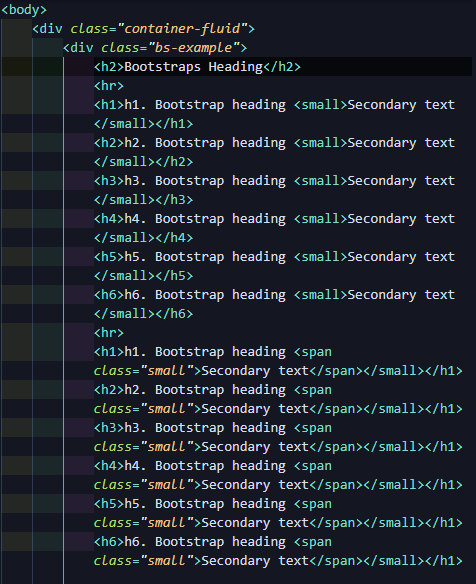 <body>
<div class="container-fluid">
<div class="bs-example">
<h2>Bootstraps Heading</h2>
<hr>
<h1>h1. Bootstrap heading <small>Secondary text
</small></h1>
<h2>h2. Bootstrap heading <small>Secondary text
</small></h2>
<h3>h3. Bootstrap heading <small>Secondary text
</small></h3>
<h4>h4. Bootstrap heading <small>Secondary text
</small></h4>
<h5>h5. Bootstrap heading <small>Secondary text
</small></h5>
<h6>h6. Bootstrap heading <small>Secondary text
</small></h6>
<hr>
<h1>h1. Bootstrap heading <span
class="small">Secondary text</span></small></h1>
<h2>h2. Bootstrap heading <span
class="small">Secondary text</span></small></h1>
<h3>h3. Bootstrap heading <span
class="small">Secondary text</span></small></h1>
<h4>h4. Bootstrap heading <span
class="small">Secondary text</span></small></h1>
<h5>h5. Bootstrap heading <span
class="small">Secondary text</span></small></h1>
<h6>h6. Bootstrap heading <span
class="small">Secondary text</span></small></h1>